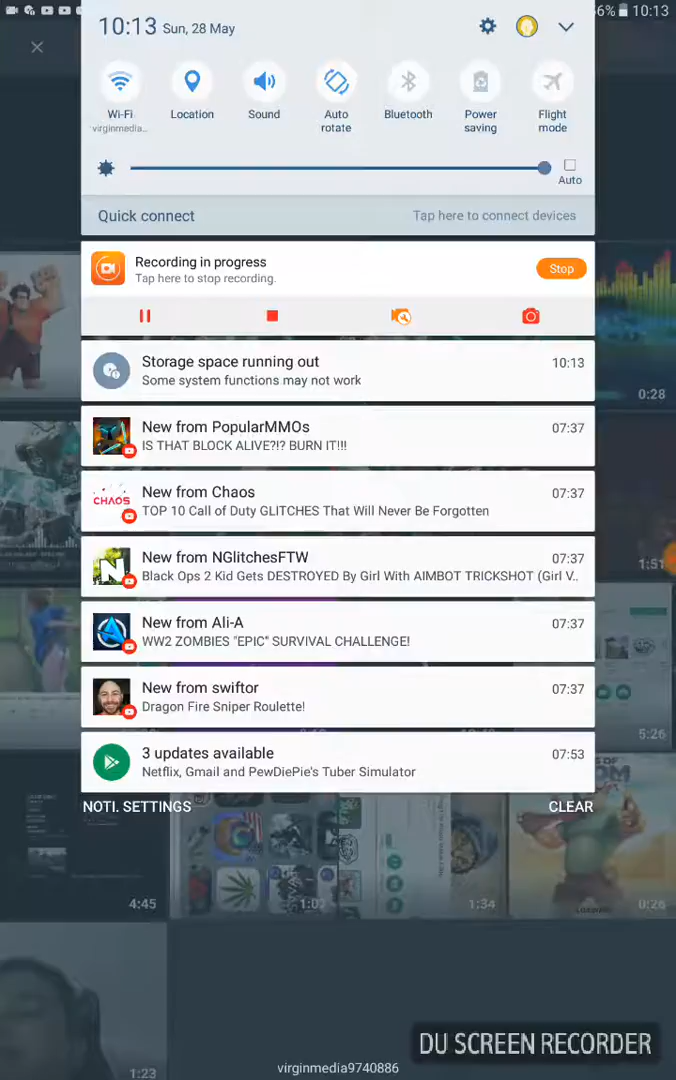 6% 10:13
10:13 Sun, 28 May
Wi-Fi
virginmedia...
Location
Sound
Auto
rotate
Bluetooth
Power
saving
Flight
mode
Auto
Quick connect
Tap here to connect devices
Recording in progress
Tap here to stop recording.
Stop
Storage space running out 10:13
Some system functions may not work
New from PopularMMOs 07:37
IS THAT BLOCK ALIVE?!? BURN IT!!!
CHAOS
New from Chaos 07:37
TOP 10 Call of Duty GLITCHES That Will Never Be Forgotten
N
New from NGlitchesFTW 07:37
Black Ops 2 Kid Gets DESTROYED By Girl With AIMBOT TRICKSHOT (Girl V..
New from Ali-A 07:37
WW2 ZOMBIES "EPIC" SURVIVAL CHALLENGE!
New from swiftor 07:37
Dragon Fire Sniper Roulette!
3 updates available 07:53
Netflix, Gmail and PewDiePie's Tuber Simulator
NOTI. SETTINGS
CLEAR
0:28
1:51
5:26
4:45
1:02
1:34
0:26
1:23
DU SCREEN RECORDER
virginmedia9740886